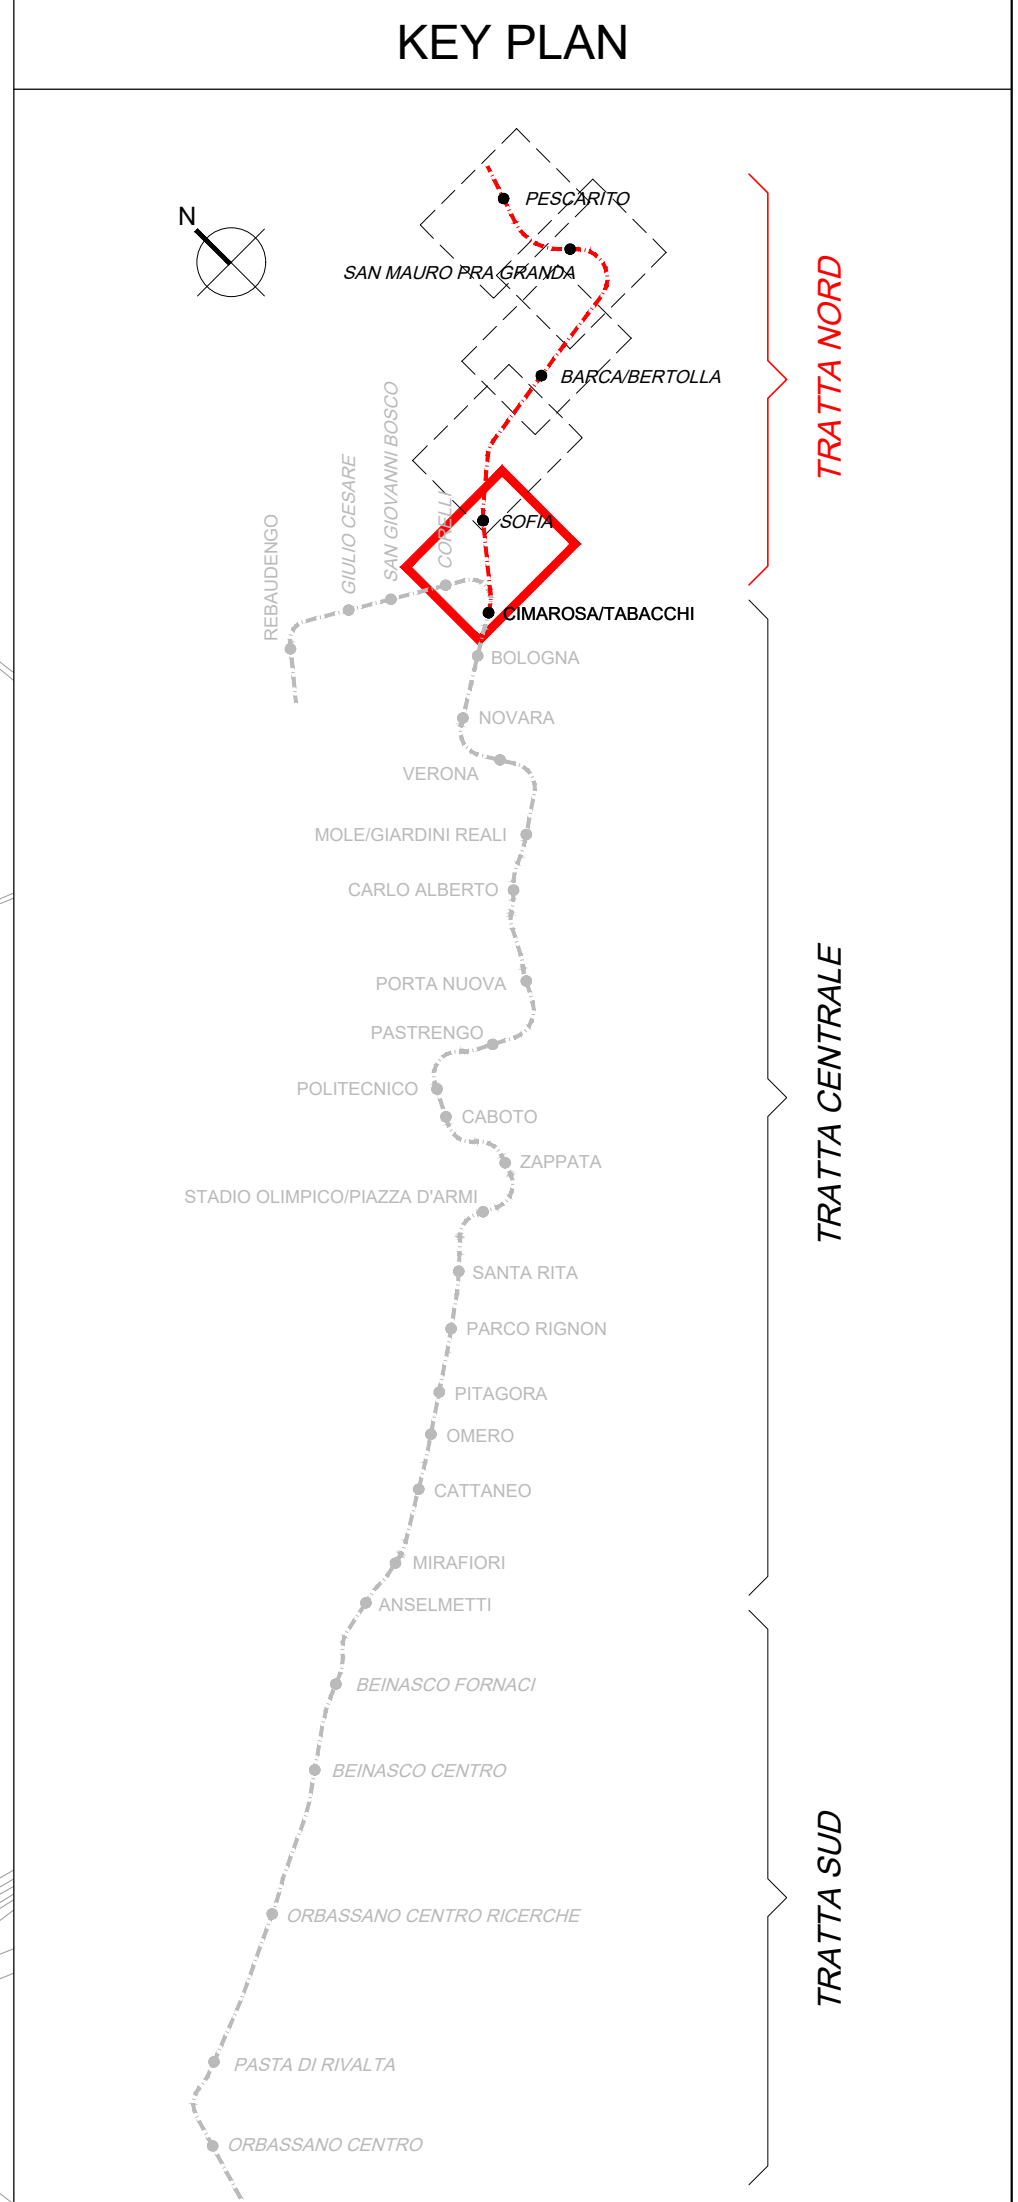 KEY PLAN
N
PESCARITO
SAN MAURO PRA GRANDA
BARCA/BERTOLLA
TRATTA NORD
SAN GIOVANNI BOSCO
GIULIO CESARE
CORELLI
REBAUDENGO
SOFIA
CIMAROSA/TABACCHI
BOLOGNA
NOVARA
VERONA
MOLE/GIARDINI REALI
CARLO ALBERTO
PORTA NUOVA
PASTRENGO
POLITECNICO
CABOTO
ZAPPATA
STADIO OLIMPICO/PIAZZA D'ARMI
SANTA RITA
PARCO RIGNON
PITAGORA
OMERO
CATTANEO
MIRAFIORI
TRATTA CENTRALE
ANSELMETTI
BEINASCO FORNACI
BEINASCO CENTRO
ORBASSANO CENTRO RICERCHE
PASTA DI RIVALTA
ORBASSANO CENTRO
TRATTA SUD